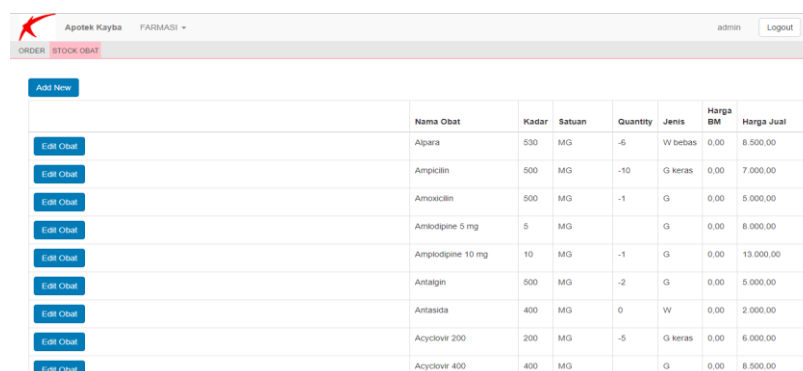 Apotek Kayba FARMASI admin Logout
ORDER STOCK OBAT
Add New
Nama Obat Kadar Satuan Quantity Jenis Harga BM Harga Jual
Edit Obat Alpara 530 MG -6 W bebas 0,00 8.500,00
Edit Obat Ampicilin 500 MG -10 G keras 0,00 7.000,00
Edit Obat Amoxicilin 500 MG -1 G 0,00 5.000,00
Edit Obat Amlodipine 5 mg 5 MG G 0,00 8.000,00
Edit Obat Amplodipine 10 mg 10 MG -1 G 0,00 13.000,00
Edit Obat Antalgin 500 MG -2 G 0,00 5.000,00
Edit Obat Antasida 400 MG 0 W 0,00 2.000,00
Edit Obat Acyclovir 200 200 MG -5 G keras 0,00 6.000,00
Edit Obat Acyclovir 400 400 MG G 0,00 8.500,00